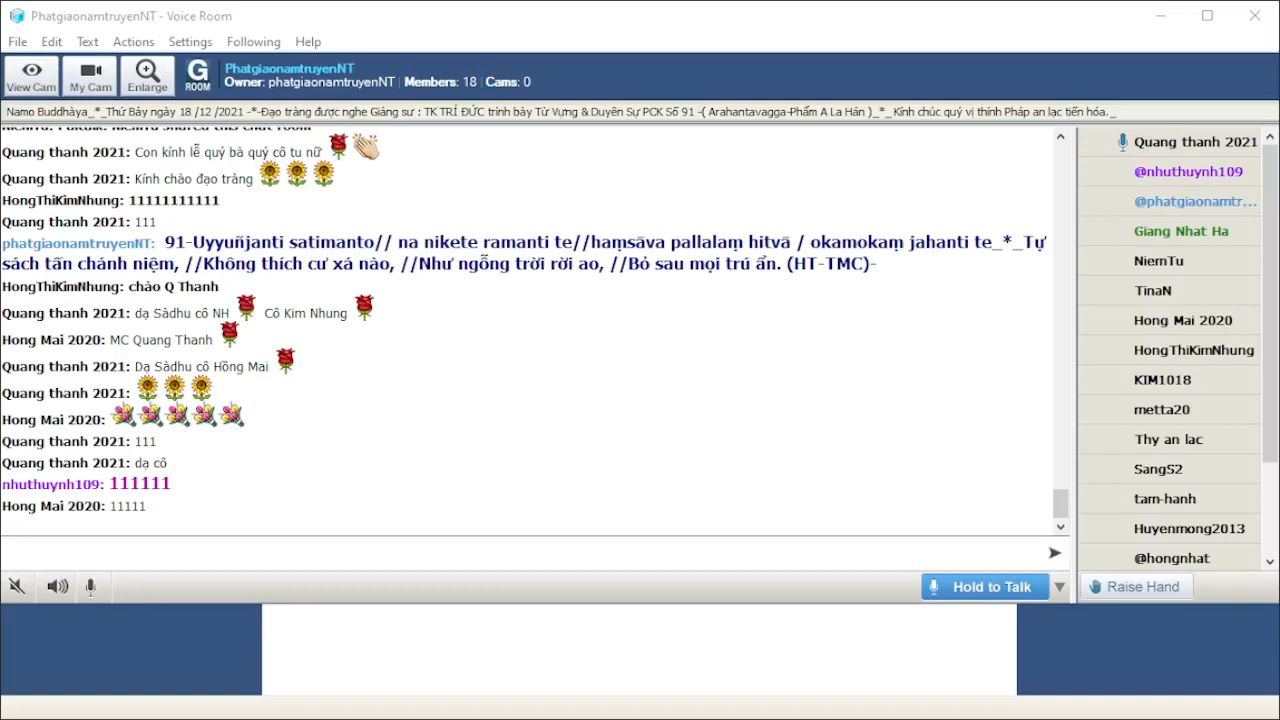 PhatgiaonamtruyenNT - Voice Room
File Edit Text Actions Settings Following Help
View Cam My Cam Enlarge G ROOM
PhatgiaonamtruyenNT
Owner: phatgiaonamtruyenNT | Members: 18 | Cams: 0
Namo Buddhàya_*_Thứ Bảy ngày 18 /12 /2021 -*-Đạo tràng được nghe Giảng sư : TK TRÍ ĐỨC trình bày Từ Vựng & Duyên Sự PCK Số 91 -( Arahantavagga-Phẩm A La Hán )_*_ Kính chúc quý vị thính Pháp an lạc tiến hóa._
Quang thanh 2021: Con kính lễ quý bà quý cô tu nữ
Quang thanh 2021: Kính chào đạo tràng
HongThiKimNhung: 11111111111
Quang thanh 2021: 111
phatgiaonamtruyenNT: 91-Uyyuñjanti satimanto// na nikete ramanti te//haṃsāva pallalaṃ hitvā / okamokaṃ jahanti te_*_Tự
sách tấn chánh niệm, //Không thích cư xá nào, //Như ngỗng trời rời ao, //Bỏ sau mọi trú ẩn. (HT-TMC)-
HongThiKimNhung: chào Q Thanh
Quang thanh 2021: dạ Sàdhu cô NH Cô Kim Nhung
Hong Mai 2020: MC Quang Thanh
Quang thanh 2021: Dạ Sàdhu cô Hồng Mai
Quang thanh 2021:
Hong Mai 2020:
Quang thanh 2021: 111
Quang thanh 2021: dạ cô
nhuthuynh109: 111111
Hong Mai 2020: 11111
Quang thanh 2021
@nhuthuynh109
@phatgiaonamtr...
Giang Nhat Ha
NiemTu
TinaN
Hong Mai 2020
HongThiKimNhung
KIM1018
metta20
Thy an lac
SangS2
tam-hanh
Huyenmong2013
@hongnhat
Hold to Talk
Raise Hand